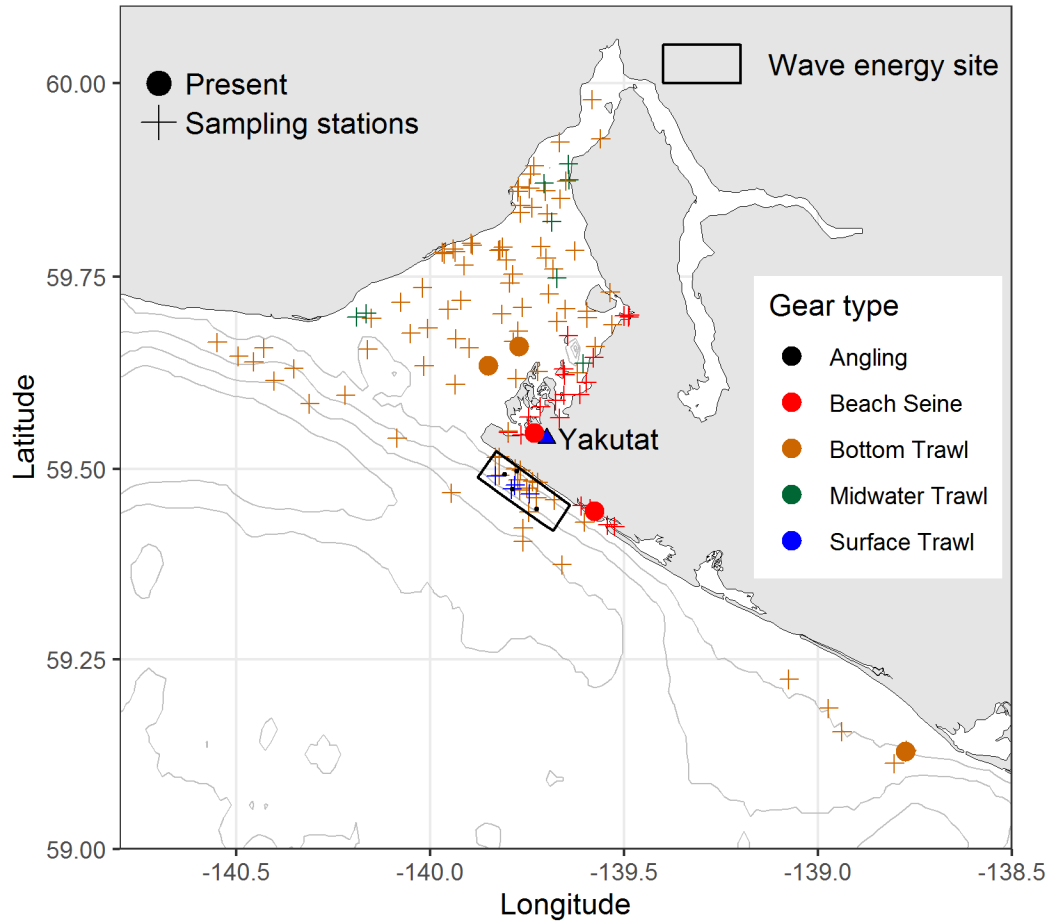 Present
Sampling stations
Wave energy site
60.00
59.75
59.50
59.25
59.00
Latitude
Yakutat
Gear type
Angling
Beach Seine
Bottom Trawl
Midwater Trawl
Surface Trawl
-140.5
-140.0
-139.5
-139.0
-138.5
Longitude